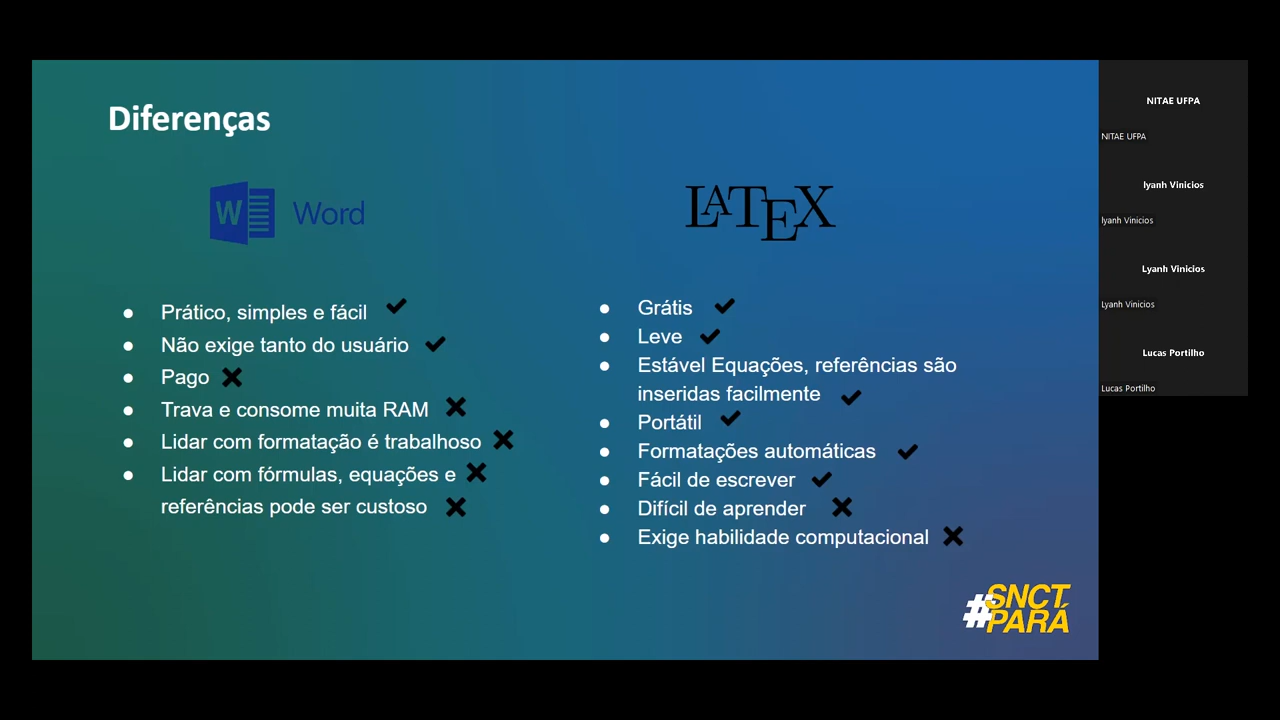 Diferenças
W Word
LATEX
● Prático, simples e fácil ✔
● Não exige tanto do usuário ✔
● Pago ✖
● Trava e consome muita RAM ✖
● Lidar com formatação é trabalhoso ✖
● Lidar com fórmulas, equações e ✖
referências pode ser custoso ✖
● Grátis ✔
● Leve ✔
● Estável Equações, referências são
inseridas facilmente ✔
● Portátil ✔
● Formatações automáticas ✔
● Fácil de escrever ✔
● Difícil de aprender ✖
● Exige habilidade computacional ✖
#SNCT
PARÁ
NITAE UFPA
NITAE UFPA
lyanh Vinicios
lyanh Vinicios
Lyanh Vinicios
Lyanh Vinicios
Lucas Portilho
Lucas Portilho